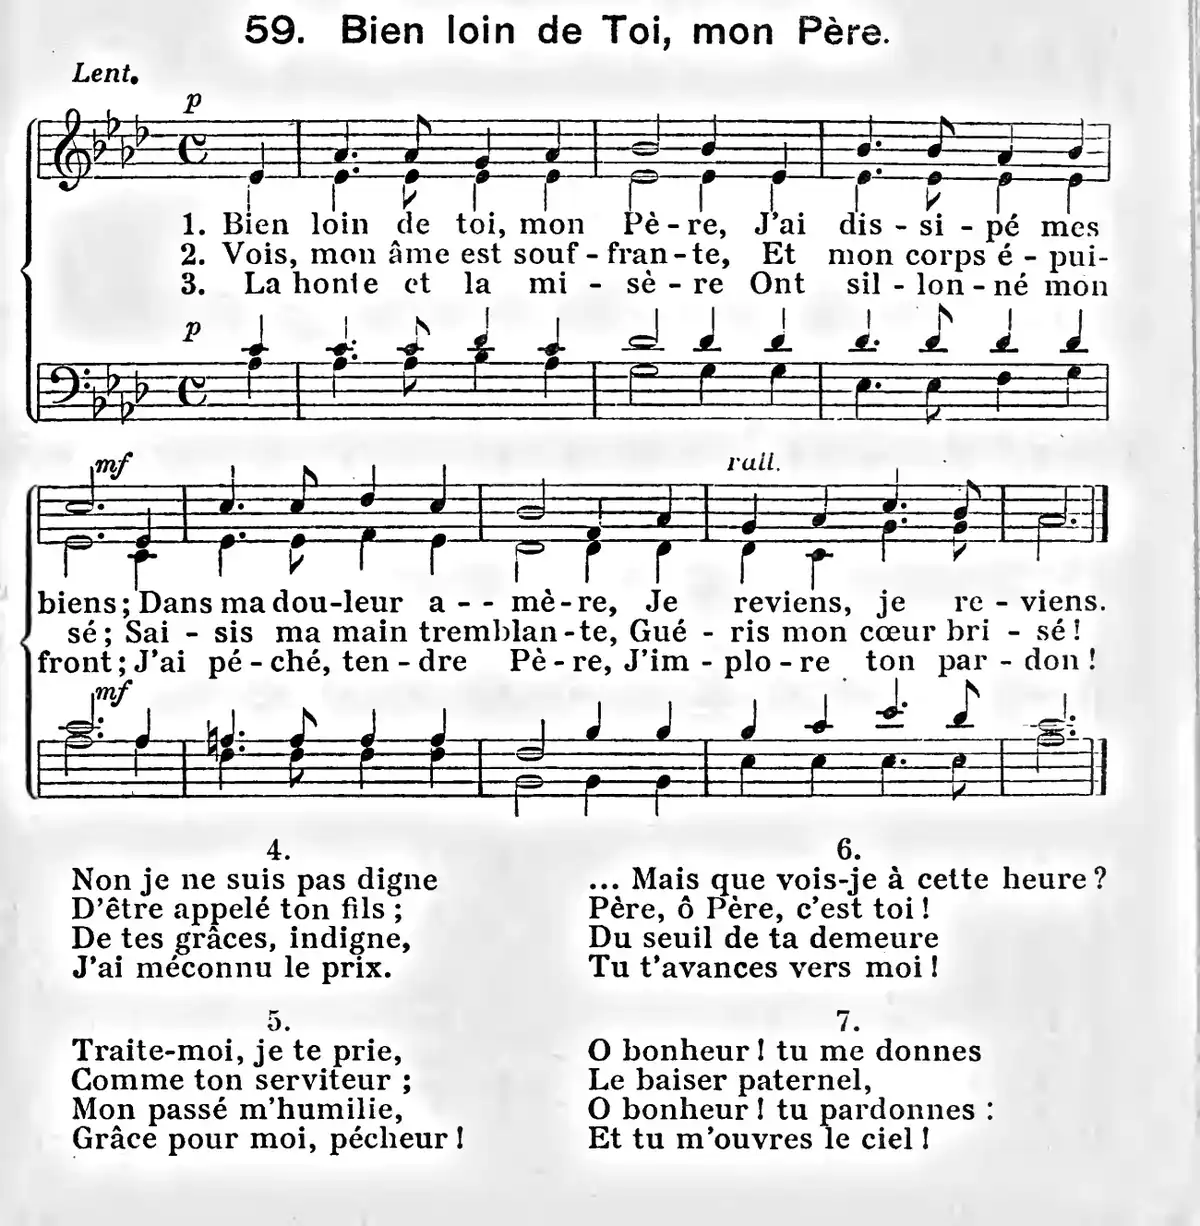 59. Bien loin de Toi, mon Père.
Lent.
p
1. Bien loin de toi, mon Pè-re, J'ai dis-si-pé mes
2. Vois, mon âme est souf-fran-te, Et mon corps é-pui-
3. La honte et la mi-sè-re Ont sil-lon-né mon
p
mf
rall.
biens; Dans ma dou-leur a-- mè-re, Je reviens, je re-viens.
sé; Sai-sis ma main tremblan-te, Gué-ris mon cœur bri-sé!
front; J'ai pé-ché, ten-dre Pè-re, J'im-plo-re ton par-don!
mf
4.
Non je ne suis pas digne
D'être appelé ton fils ;
De tes grâces, indigne,
J'ai méconnu le prix.
5.
Traite-moi, je te prie,
Comme ton serviteur ;
Mon passé m'humilie,
Grâce pour moi, pécheur !
6.
... Mais que vois-je à cette heure ?
Père, ô Père, c'est toi !
Du seuil de ta demeure
Tu t'avances vers moi !
7.
O bonheur ! tu me donnes
Le baiser paternel,
O bonheur ! tu pardonnes :
Et tu m'ouvres le ciel !